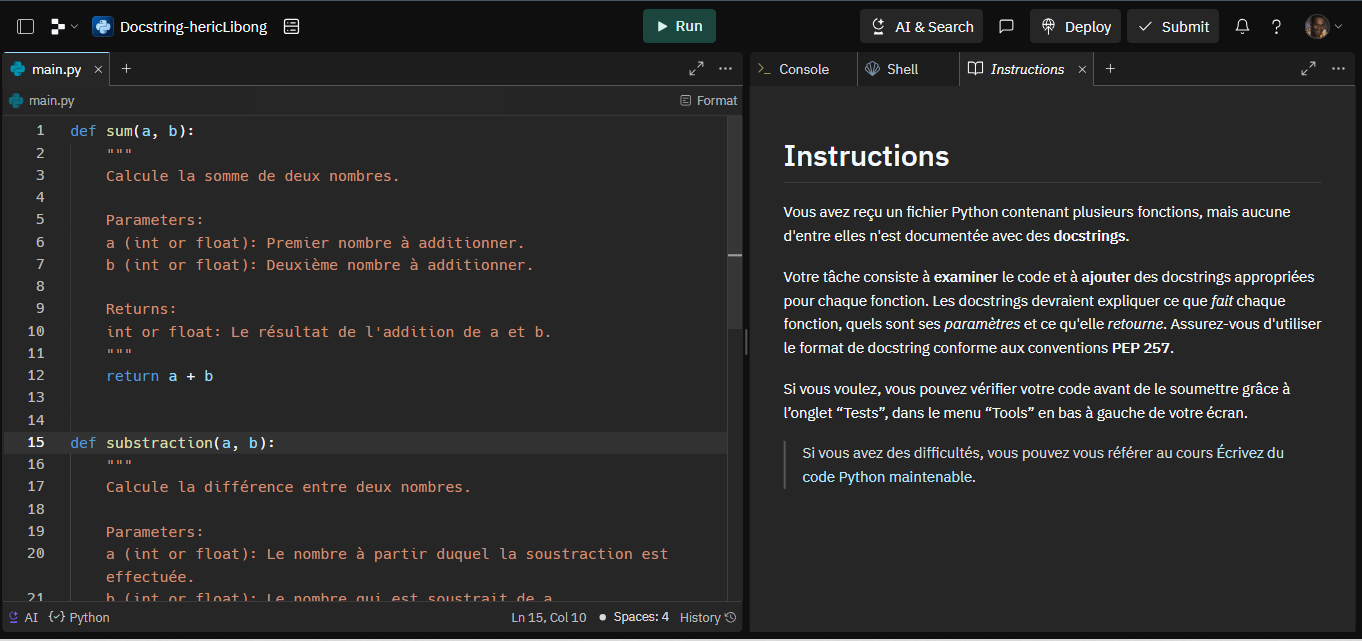 Docstring-hericLibong
Run
AI & Search
Deploy
Submit
main.py
Console
Shell
Instructions
main.py
Format
1 def sum(a, b):
2 """
3 Calcule la somme de deux nombres.
4
5 Parameters:
6 a (int or float): Premier nombre à additionner.
7 b (int or float): Deuxième nombre à additionner.
8
9 Returns:
10 int or float: Le résultat de l'addition de a et b.
11 """
12 return a + b
13
14
15 def substraction(a, b):
16 """
17 Calcule la différence entre deux nombres.
18
19 Parameters:
20 a (int or float): Le nombre à partir duquel la soustraction est
effectuée.
21 b (int or float): Le nombre qui est soustrait de a
AI
Python
Ln 15, Col 10
Spaces: 4
History
Instructions
Vous avez reçu un fichier Python contenant plusieurs fonctions, mais aucune
d'entre elles n'est documentée avec des docstrings.
Votre tâche consiste à examiner le code et à ajouter des docstrings appropriées
pour chaque fonction. Les docstrings devraient expliquer ce que fait chaque
fonction, quels sont ses paramètres et ce qu'elle retourne. Assurez-vous d'utiliser
le format de docstring conforme aux conventions PEP 257.
Si vous voulez, vous pouvez vérifier votre code avant de le soumettre grâce à
l’onglet “Tests”, dans le menu “Tools” en bas à gauche de votre écran.
Si vous avez des difficultés, vous pouvez vous référer au cours Écrivez du
code Python maintenable.